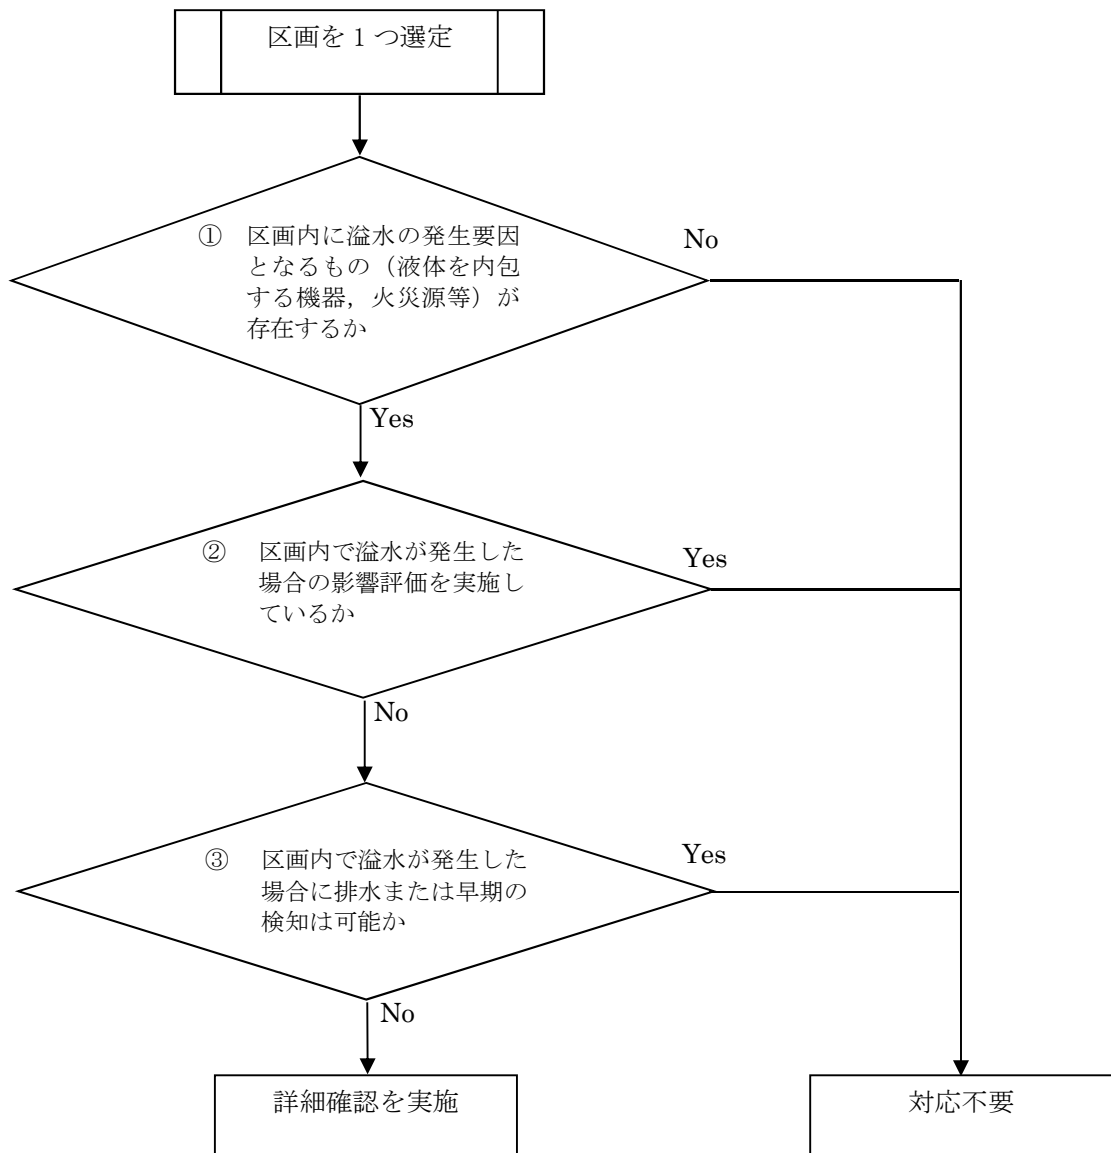 区画を1つ選定
① 区画内に溢水の発生要因
となるもの（液体を内包
する機器，火災源等）が
存在するか
No
Yes
② 区画内で溢水が発生した
場合の影響評価を実施し
ているか
Yes
No
③ 区画内で溢水が発生した
場合に排水または早期の
検知は可能か
Yes
No
詳細確認を実施
対応不要